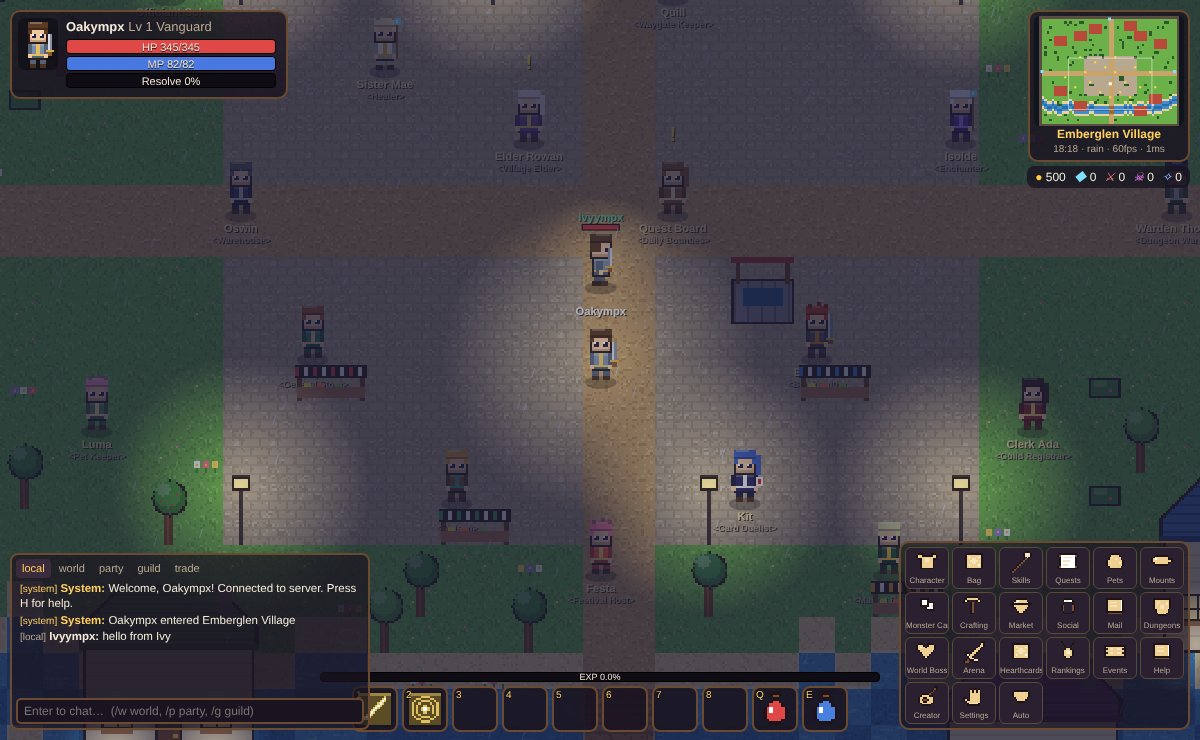 Oakympx Lv 1 Vanguard
HP 345/345
MP 82/82
Resolve 0%
Quill
<Waygate Keeper>
Sister Mae
<Healer>
!
Elder Rowan
<Village Elder>
!
Isolde
<Enchanter>
Emberglen Village
18:18 · rain · 60fps · 1ms
500 0 0 0 0
Oswin
<Warehouse>
Ivyympx
Quest Board
<Daily Bounties>
Oakympx
Luma
<Pet Keeper>
Clerk Ada
<Guild Registrar>
Kit
<Card Duelist>
Festa
<Festival Host>
local world party guild trade
[system] System: Welcome, Oakympx! Connected to server. Press
H for help.
[system] System: Oakympx entered Emberglen Village
[local] Ivyympx: hello from Ivy
Enter to chat… (/w world, /p party, /g guild)
EXP 0.0%
2 3 4 5 6 7 8 Q E
Character Bag Skills Quests Pets Mounts
Monster Ca Crafting Market Social Mail Dungeons
World Boss Arena Hearthcards Rankings Events Help
Creator Settings Auto